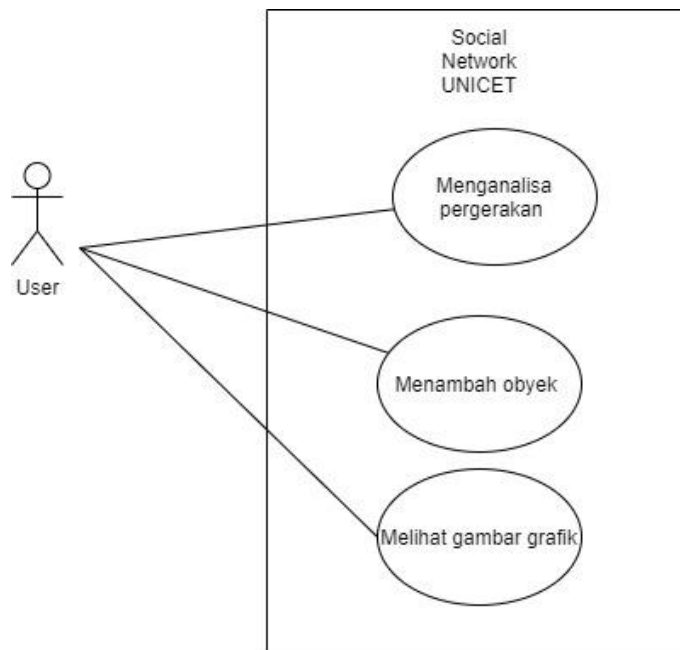 Social
Network
UNICET
Menganalisa
pergerakan
User
Menambah obyek
Melihat gambar grafik